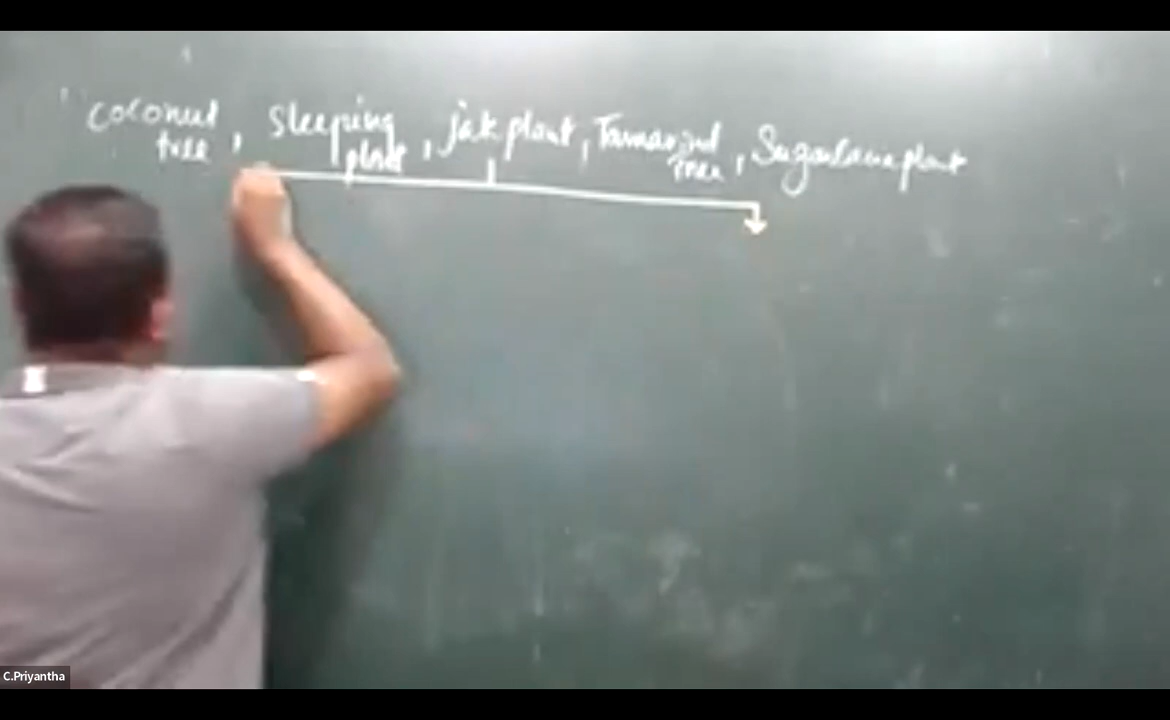 coconut tree, sleeping plant, jak plant, Tamarind tree, Sugarcane plant
C.Priyantha